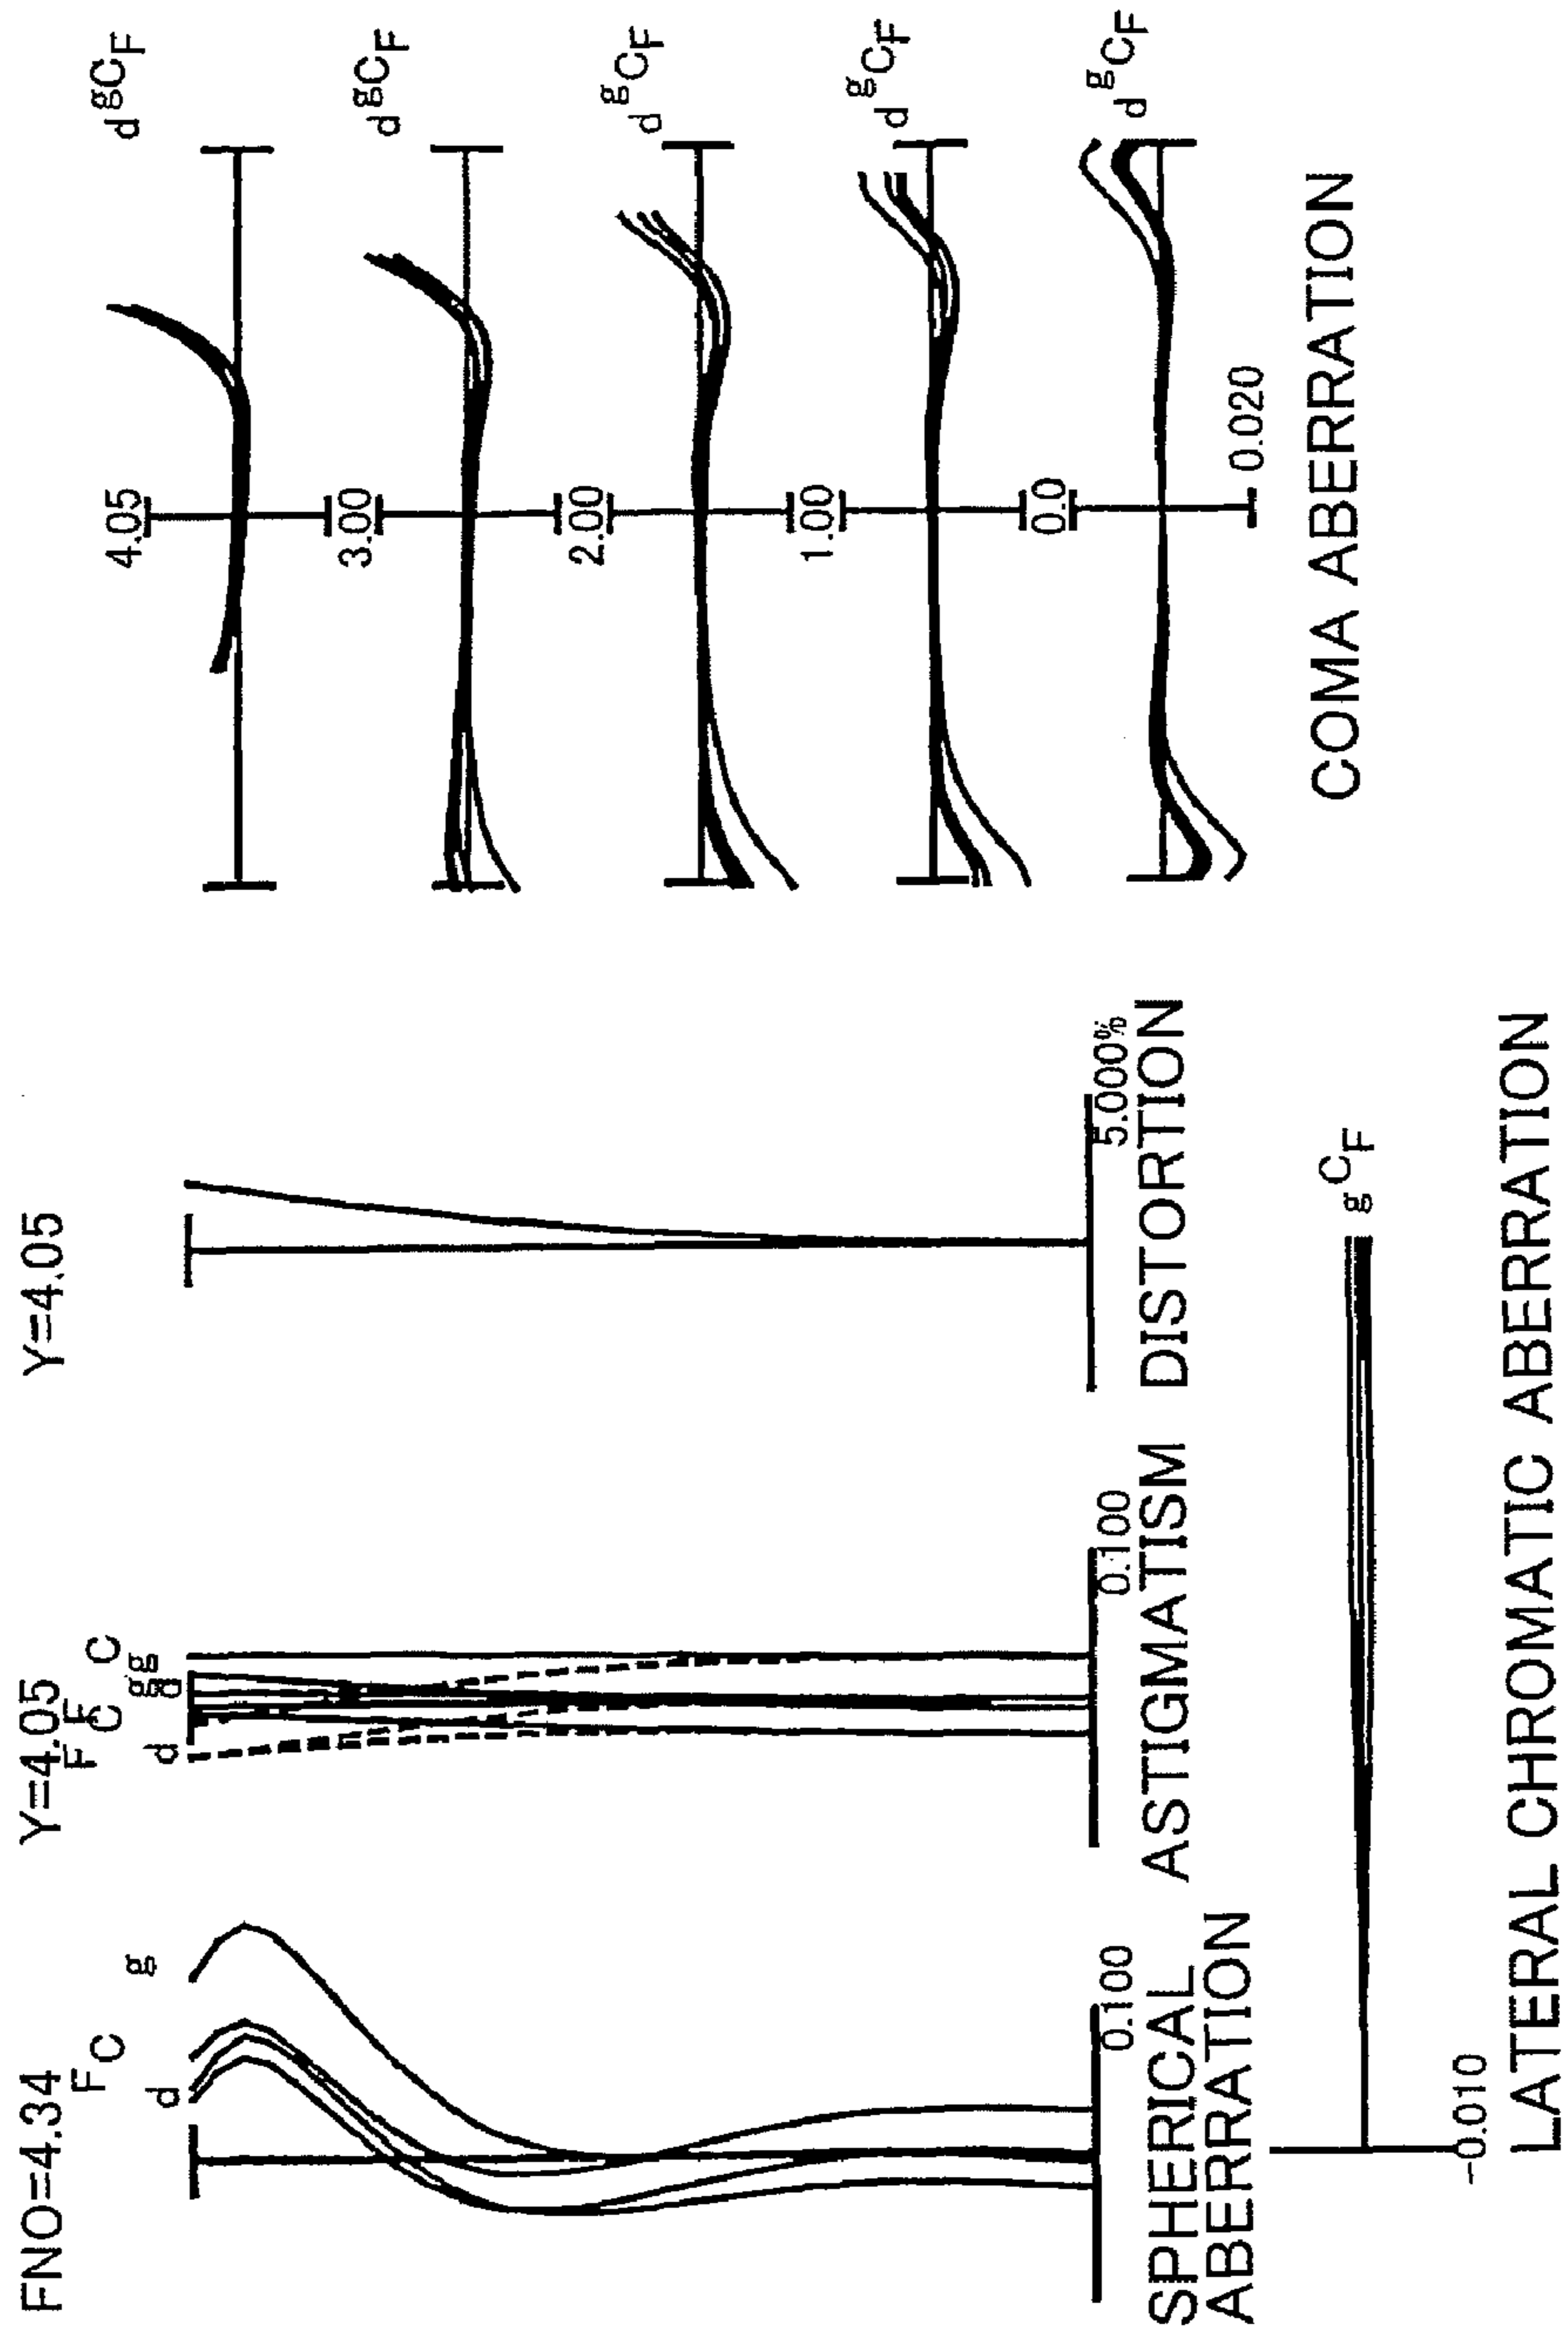 FNO=4.34
F C
d
g
0.100
SPHERICAL
ABERRATION
Y=4.05
F F
C C
d
g g
d
0.100
ASTIGMATISM
Y=4.05
5.000%
DISTORTION
g C F
-0.010
LATERAL CHROMATIC ABERRATION
4.05
d g C F
3.00
d g C F
2.00
d g C F
1.00
d g C F
0.0
d g C F
0.020
COMA ABERRATION